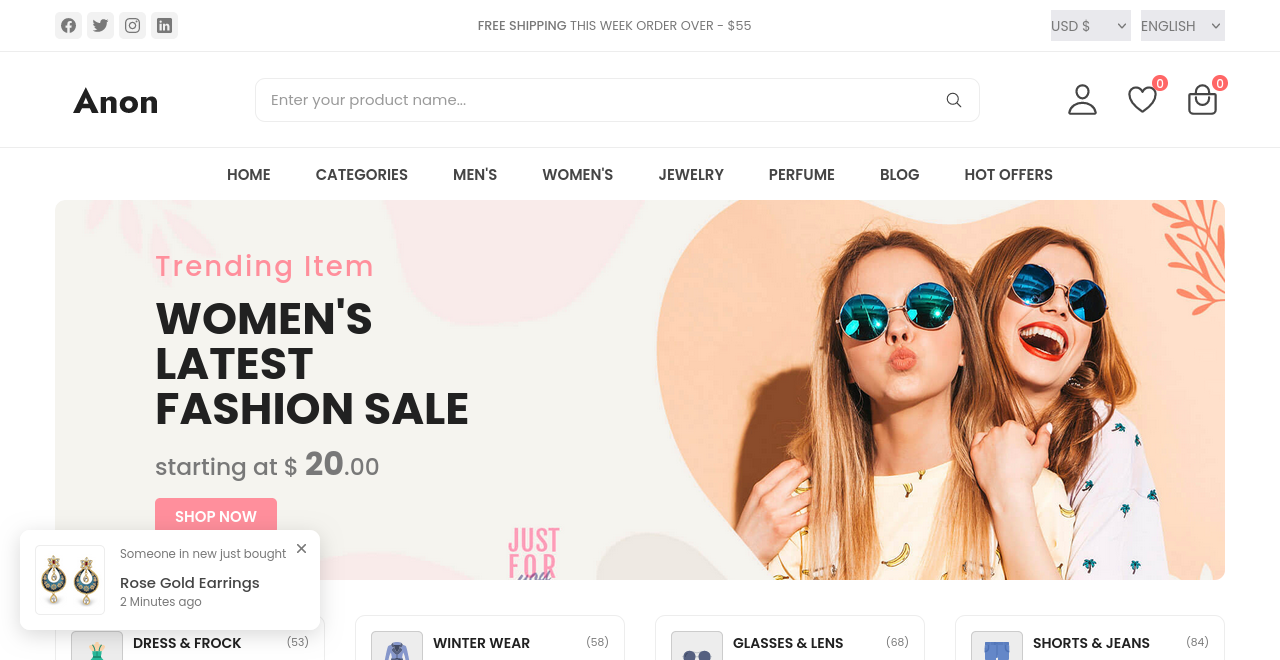 FREE SHIPPING THIS WEEK ORDER OVER - $55
USD $
ENGLISH
Anon
Enter your product name...
0
0
HOME
CATEGORIES
MEN'S
WOMEN'S
JEWELRY
PERFUME
BLOG
HOT OFFERS
Trending Item
WOMEN'S
LATEST
FASHION SALE
starting at $ 20.00
SHOP NOW
JUST
FOR
you
Someone in new just bought
Rose Gold Earrings
2 Minutes ago
DRESS & FROCK
(53)
WINTER WEAR
(58)
GLASSES & LENS
(68)
SHORTS & JEANS
(84)